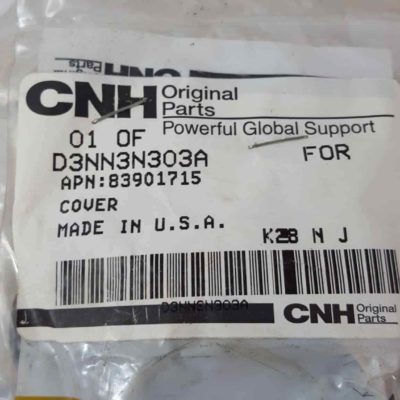 CNH Original
Parts
Powerful Global Support
01 OF FOR
D3NN3N303A
APN:83901715
COVER
MADE IN U.S.A.
N J
D3NN3N303A
CNH Original
Parts